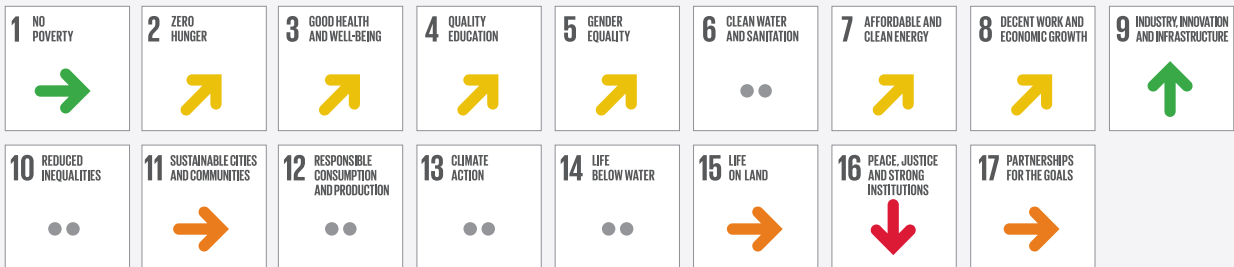 1 NO
POVERTY
2 ZERO
HUNGER
3 GOOD HEALTH
AND WELL-BEING
4 QUALITY
EDUCATION
5 GENDER
EQUALITY
6 CLEAN WATER
AND SANITATION
7 AFFORDABLE AND
CLEAN ENERGY
8 DECENT WORK AND
ECONOMIC GROWTH
9 INDUSTRY, INNOVATION
AND INFRASTRUCTURE
10 REDUCED
INEQUALITIES
11 SUSTAINABLE CITIES
AND COMMUNITIES
12 RESPONSIBLE
CONSUMPTION
AND PRODUCTION
13 CLIMATE
ACTION
14 LIFE
BELOW WATER
15 LIFE
ON LAND
16 PEACE, JUSTICE
AND STRONG
INSTITUTIONS
17 PARTNERSHIPS
FOR THE GOALS